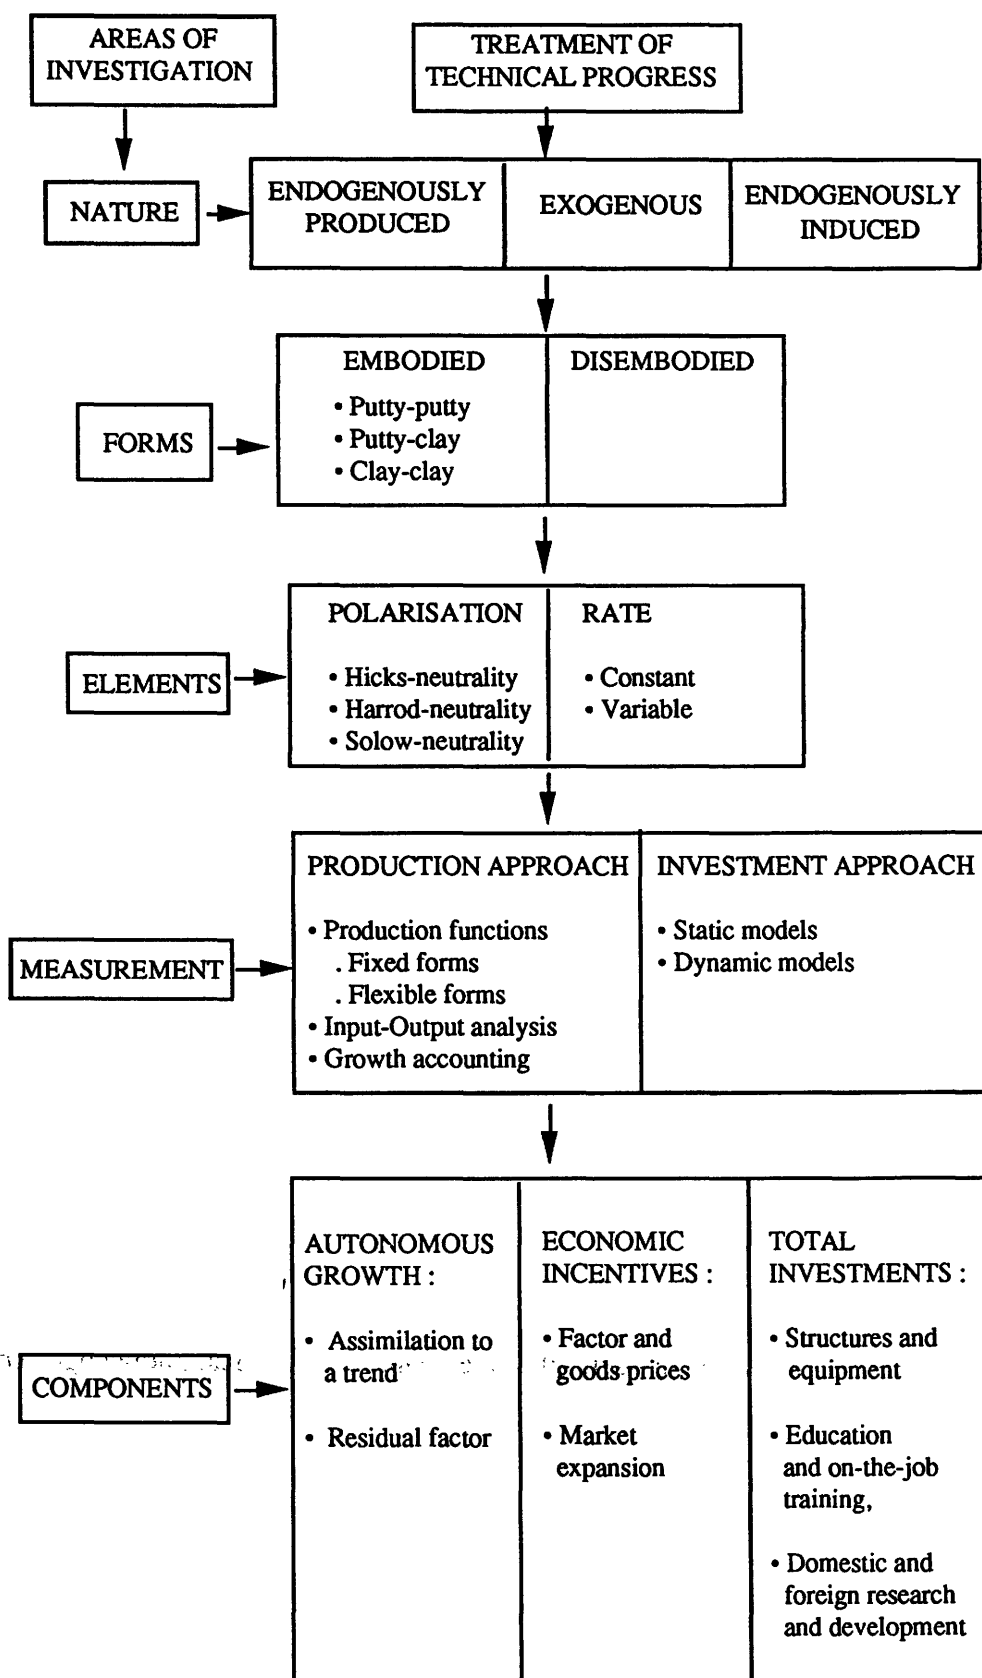 AREAS OF
INVESTIGATION
TREATMENT OF
TECHNICAL PROGRESS
NATURE
ENDOGENOUSLY
PRODUCED
EXOGENOUS
ENDOGENOUSLY
INDUCED
FORMS
EMBODIED
• Putty-putty
• Putty-clay
• Clay-clay
DISEMBODIED
ELEMENTS
POLARISATION
• Hicks-neutrality
• Harrod-neutrality
• Solow-neutrality
RATE
• Constant
• Variable
MEASUREMENT
PRODUCTION APPROACH
• Production functions
. Fixed forms
. Flexible forms
• Input-Output analysis
• Growth accounting
INVESTMENT APPROACH
• Static models
• Dynamic models
COMPONENTS
AUTONOMOUS
GROWTH :
• Assimilation to
a trend
• Residual factor
ECONOMIC
INCENTIVES :
• Factor and
goods prices
• Market
expansion
TOTAL
INVESTMENTS :
• Structures and
equipment
• Education
and on-the-job
training,
• Domestic and
foreign research
and development